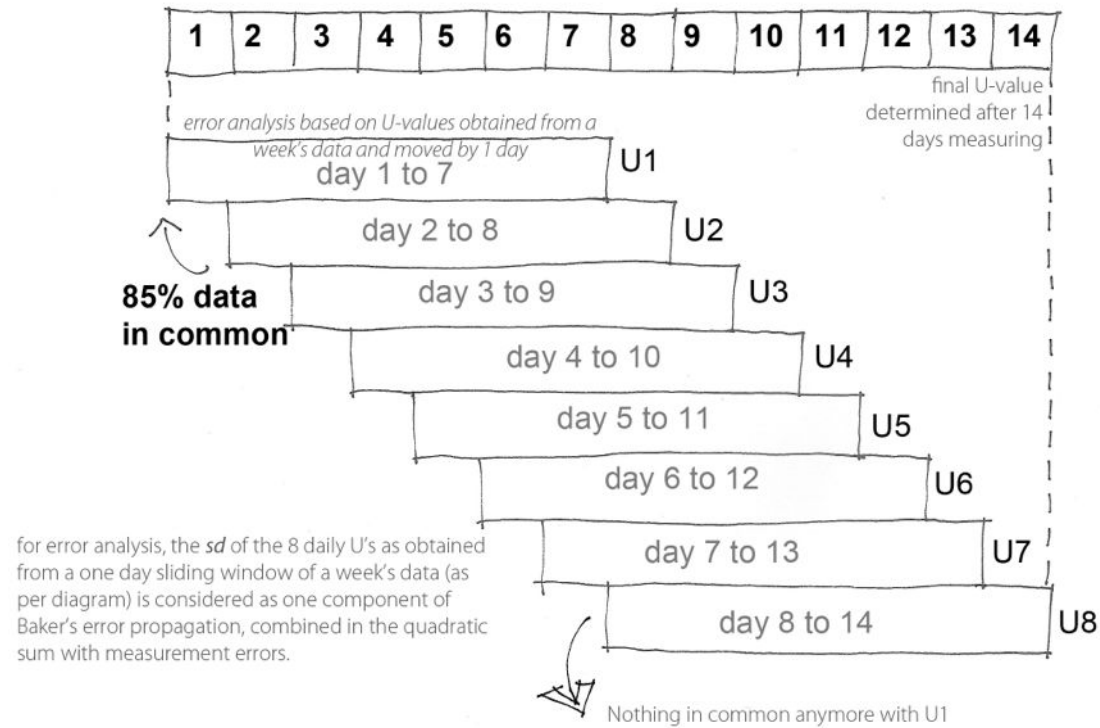 1 2 3 4 5 6 7 8 9 10 11 12 13 14
final U-value
determined after 14
days measuring
error analysis based on U-values obtained from a
week's data and moved by 1 day
day 1 to 7 U1
day 2 to 8 U2
85% data
in common
day 3 to 9 U3
day 4 to 10 U4
day 5 to 11 U5
day 6 to 12 U6
for error analysis, the sd of the 8 daily U's as obtained
from a one day sliding window of a week's data (as
per diagram) is considered as one component of
Baker's error propagation, combined in the quadratic
sum with measurement errors.
day 7 to 13 U7
day 8 to 14 U8
Nothing in common anymore with U1